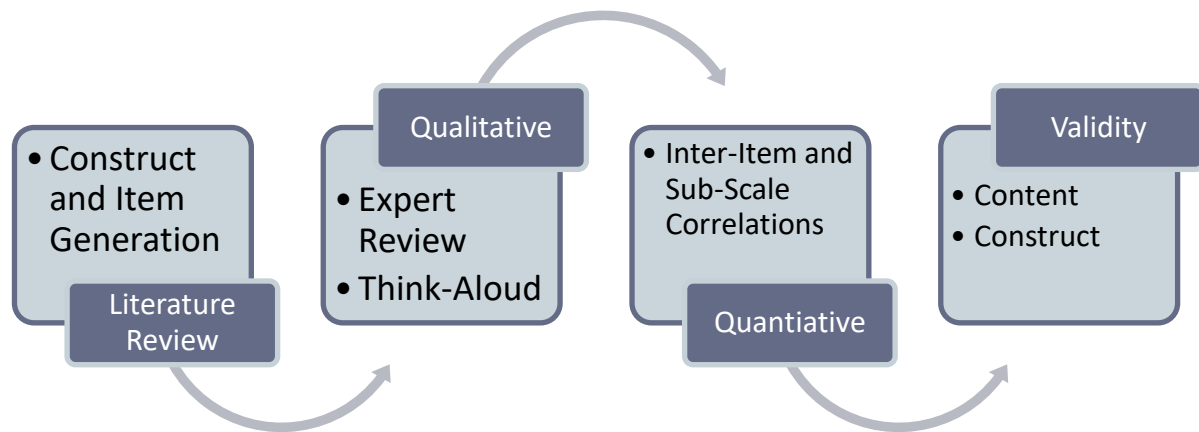 • Construct
and Item
Generation
Literature
Review
Qualitative
• Expert
Review
• Think-Aloud
• Inter-Item and
Sub-Scale
Correlations
Quantiative
Validity
• Content
• Construct